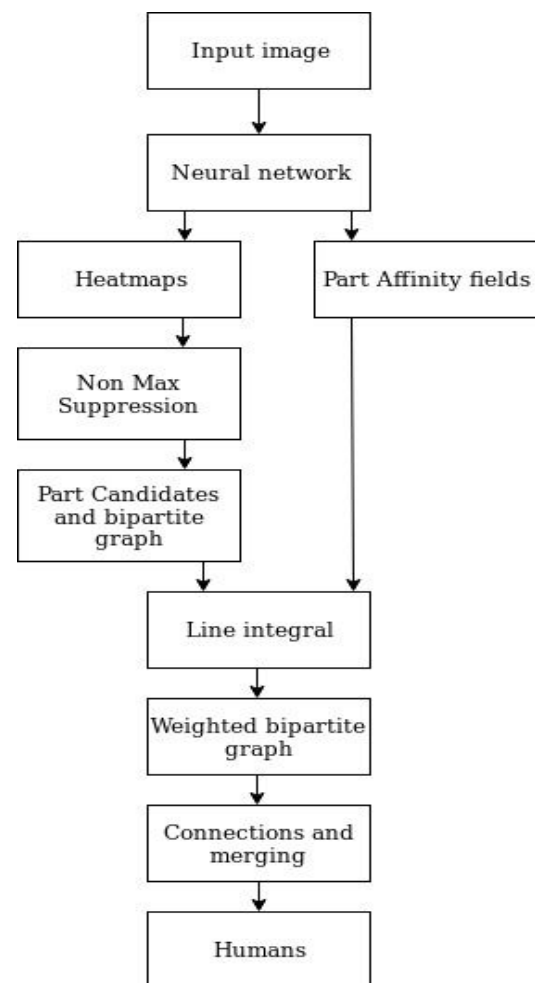 Input image
Neural network
Heatmaps
Part Affinity fields
Non Max
Suppression
Part Candidates
and bipartite
graph
Line integral
Weighted bipartite
graph
Connections and
merging
Humans